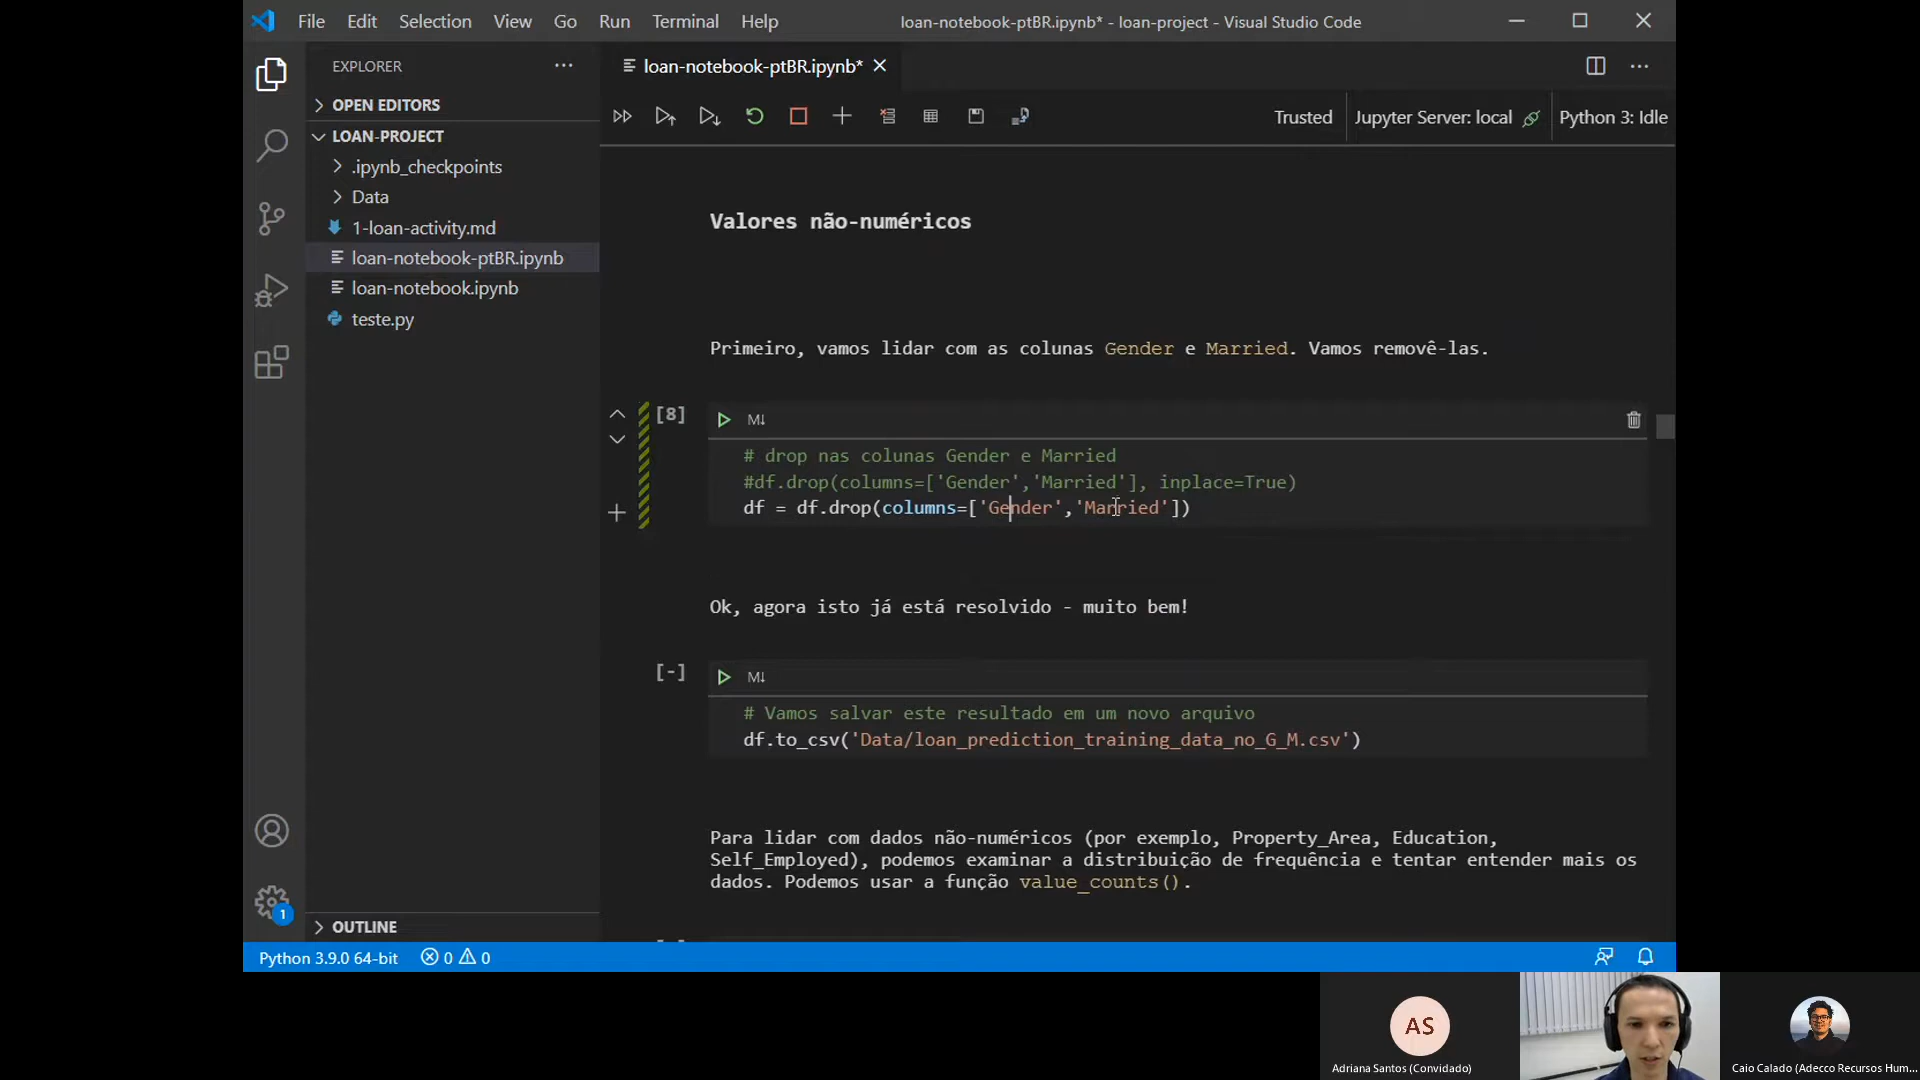 File Edit Selection View Go Run Terminal Help
loan-notebook-ptBR.ipynb* - loan-project - Visual Studio Code
EXPLORER
OPEN EDITORS
LOAN-PROJECT
.ipynb_checkpoints
Data
1-loan-activity.md
loan-notebook-ptBR.ipynb
loan-notebook.ipynb
teste.py
OUTLINE
loan-notebook-ptBR.ipynb*
Trusted
Jupyter Server: local
Python 3: Idle
Valores não-numéricos
Primeiro, vamos lidar com as colunas Gender e Married. Vamos removê-las.
[8]
M↓
# drop nas colunas Gender e Married
#df.drop(columns=['Gender','Married'], inplace=True)
df = df.drop(columns=['Gender','Married'])
Ok, agora isto já está resolvido - muito bem!
[-]
M↓
# Vamos salvar este resultado em um novo arquivo
df.to_csv('Data/loan_prediction_training_data_no_G_M.csv')
Para lidar com dados não-numéricos (por exemplo, Property_Area, Education,
Self_Employed), podemos examinar a distribuição de frequência e tentar entender mais os
dados. Podemos usar a função value_counts().
1
Python 3.9.0 64-bit
0
0
AS
Adriana Santos (Convidado)
Caio Calado (Adecco Recursos Hum...